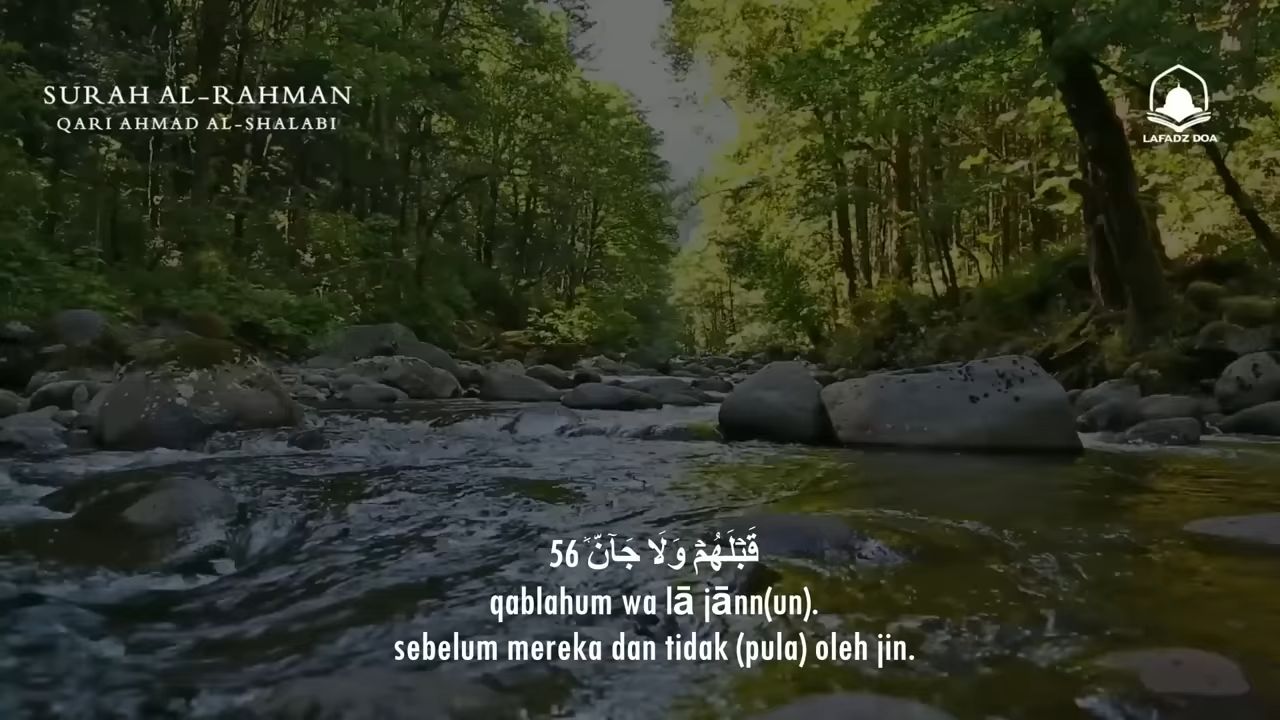 SURAH AL-RAHMAN
QARI AHMAD AL-SHALABI
LAFADZ DOA
قَبْلَهُمْ وَلَا جَاۤنٌّۚ 56
qablahum wa lā jānn(un).
sebelum mereka dan tidak (pula) oleh jin.